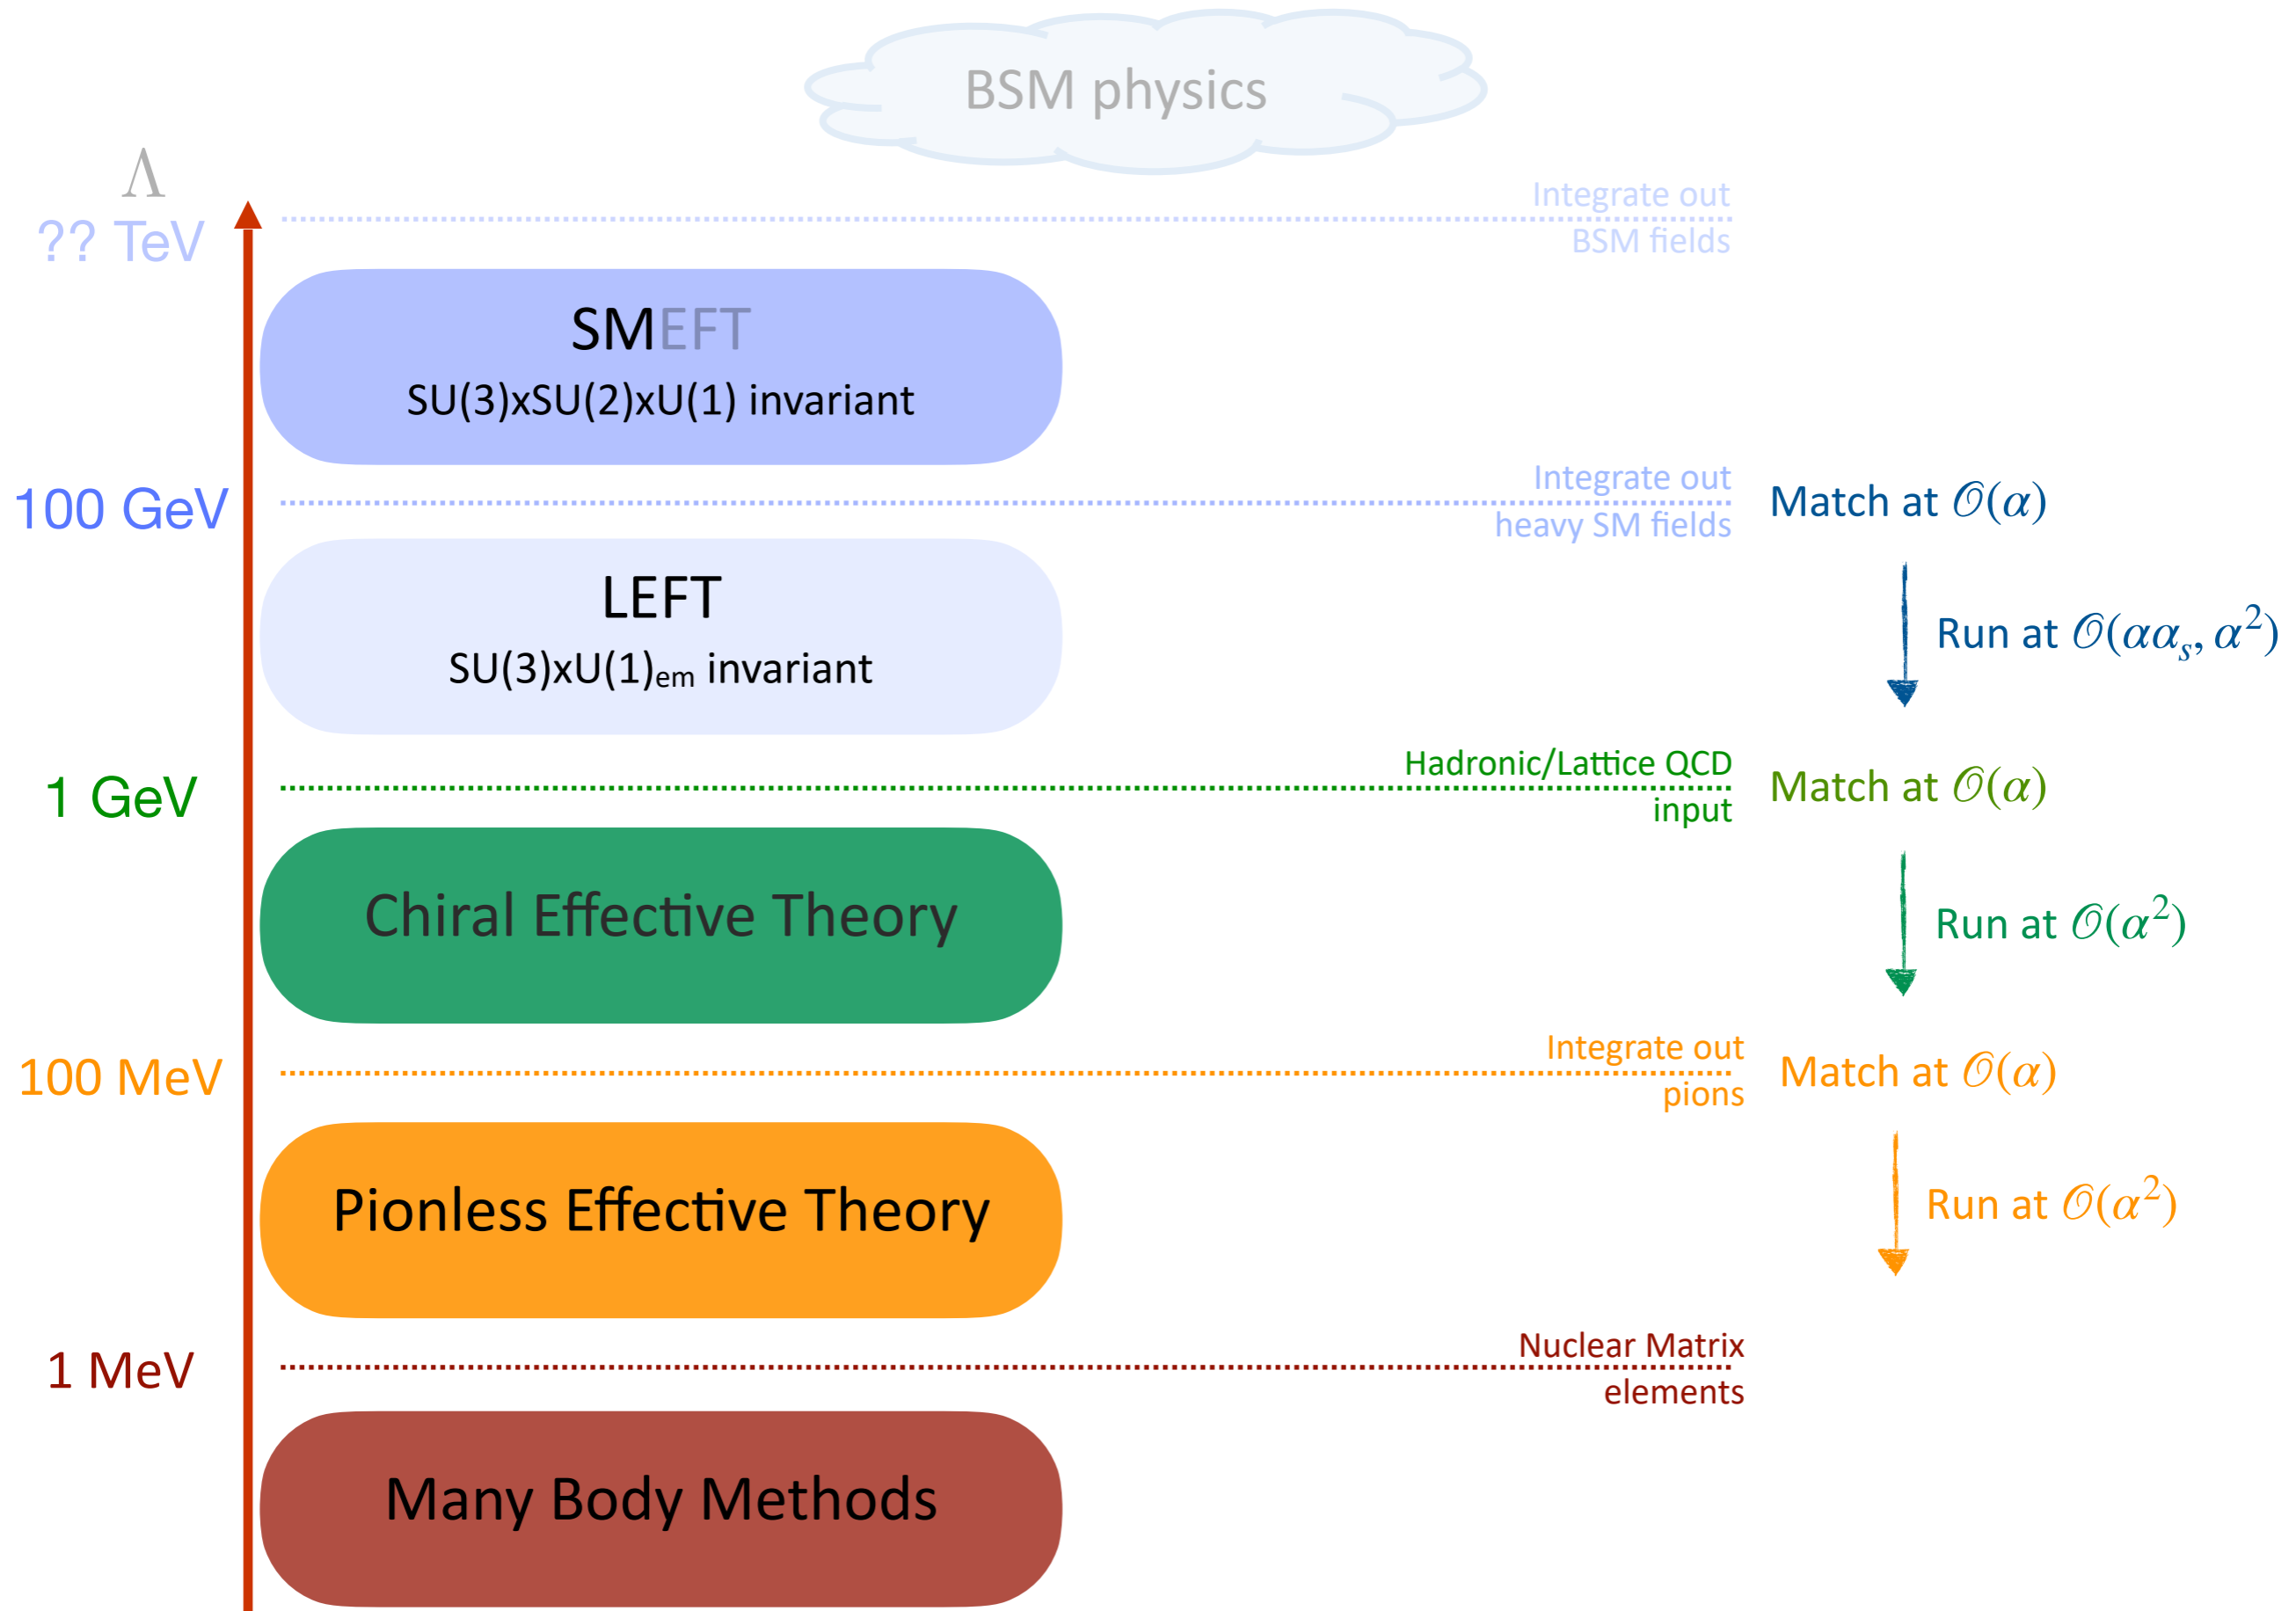 BSM physics
Λ
?? TeV
Integrate out
BSM fields
SMEFT
SU(3)xSU(2)xU(1) invariant
100 GeV
Integrate out
heavy SM fields
Match at 𝒪(α)
LEFT
SU(3)xU(1)ₑₘ invariant
Run at 𝒪(αα_s, α²)
1 GeV
Hadronic/Lattice QCD
input
Match at 𝒪(α)
Chiral Effective Theory
Run at 𝒪(α²)
100 MeV
Integrate out
pions
Match at 𝒪(α)
Pionless Effective Theory
Run at 𝒪(α²)
1 MeV
Nuclear Matrix
elements
Many Body Methods